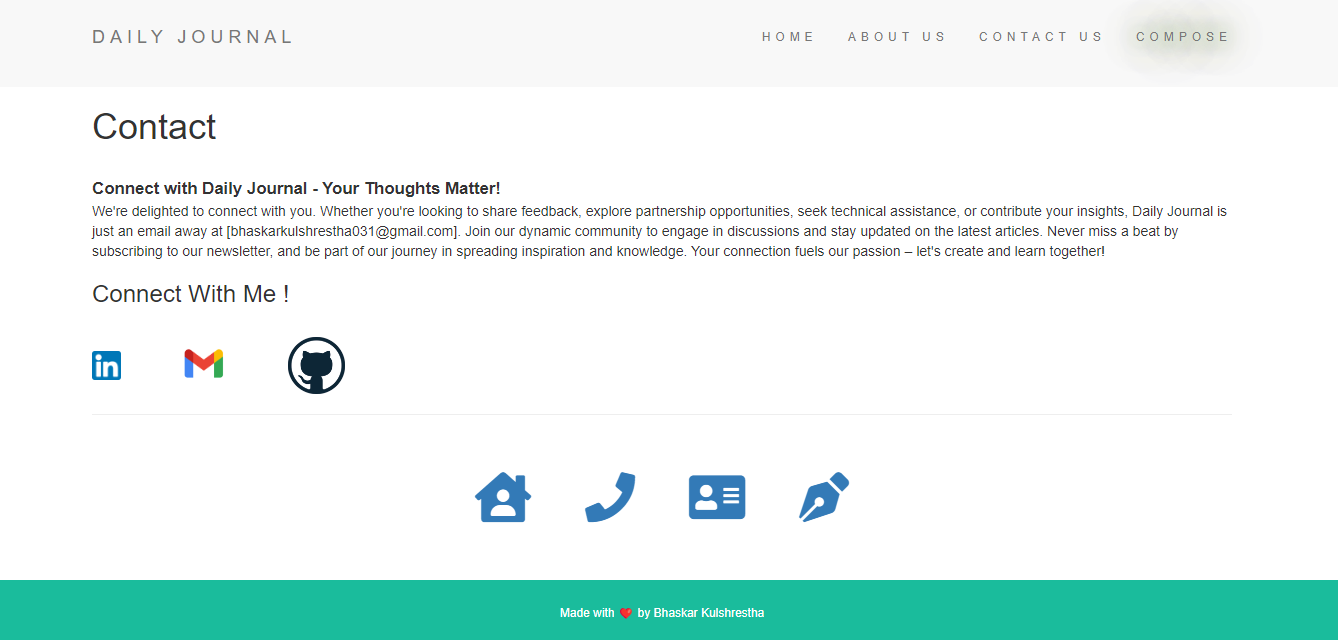 DAILY JOURNAL
HOME ABOUT US CONTACT US COMPOSE
Contact
Connect with Daily Journal - Your Thoughts Matter!
We're delighted to connect with you. Whether you're looking to share feedback, explore partnership opportunities, seek technical assistance, or contribute your insights, Daily Journal is
just an email away at [bhaskarkulshrestha031@gmail.com]. Join our dynamic community to engage in discussions and stay updated on the latest articles. Never miss a beat by
subscribing to our newsletter, and be part of our journey in spreading inspiration and knowledge. Your connection fuels our passion – let's create and learn together!
Connect With Me !
in
Made with ❤️ by Bhaskar Kulshrestha